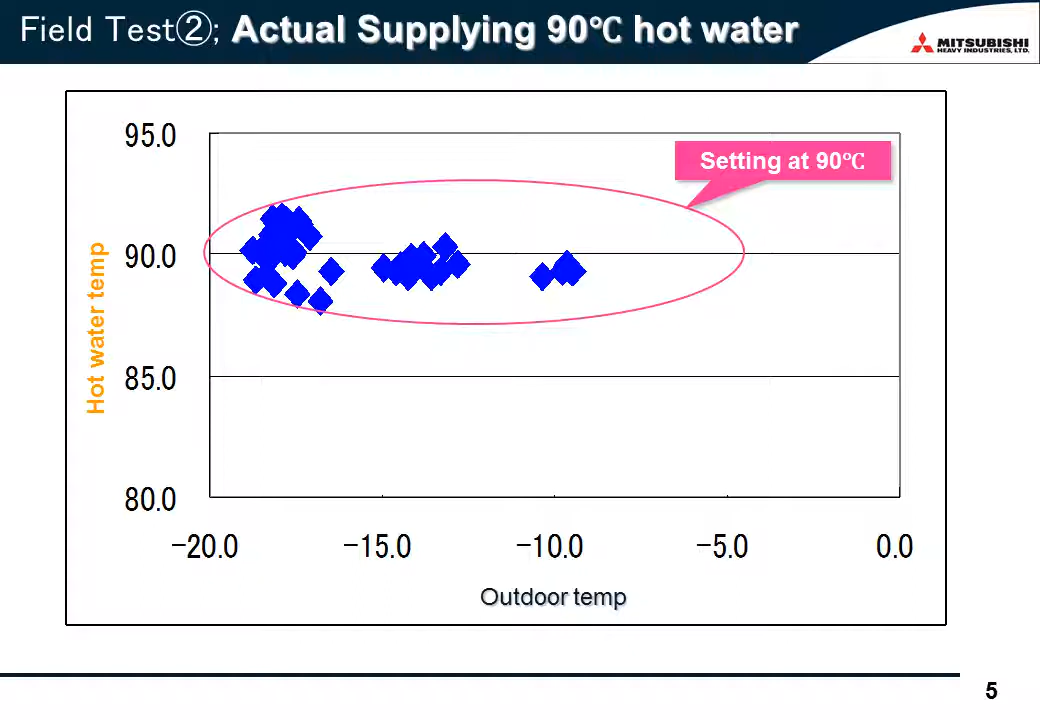 Field Test②; Actual Supplying 90℃ hot water
MITSUBISHI
HEAVY INDUSTRIES, LTD.
Setting at 90℃
95.0
90.0
85.0
80.0
Hot water temp
-20.0 -15.0 -10.0 -5.0 0.0
Outdoor temp
5